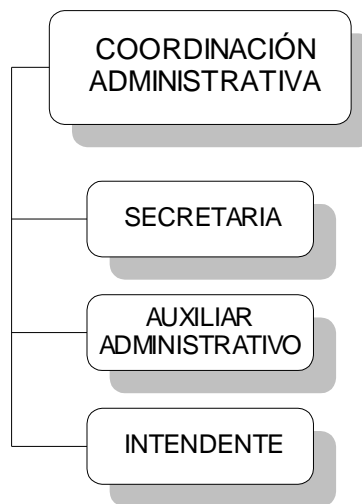 COORDINACIÓN
ADMINISTRATIVA
SECRETARIA
AUXILIAR
ADMINISTRATIVO
INTENDENTE